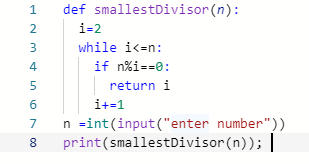 1 def smallestDivisor(n):
2 i=2
3 while i<=n:
4 if n%i==0:
5 return i
6 i+=1
7 n =int(input("enter number"))
8 print(smallestDivisor(n));